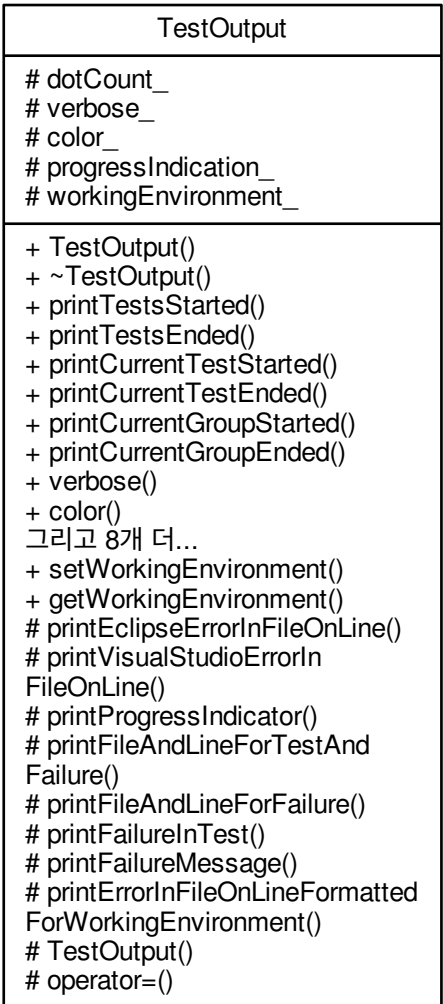 TestOutput
# dotCount_
# verbose_
# color_
# progressIndication_
# workingEnvironment_
+ TestOutput()
+ ~TestOutput()
+ printTestsStarted()
+ printTestsEnded()
+ printCurrentTestStarted()
+ printCurrentTestEnded()
+ printCurrentGroupStarted()
+ printCurrentGroupEnded()
+ verbose()
+ color()
그리고 8개 더...
+ setWorkingEnvironment()
+ getWorkingEnvironment()
# printEclipseErrorInFileOnLine()
# printVisualStudioErrorIn
FileOnLine()
# printProgressIndicator()
# printFileAndLineForTestAnd
Failure()
# printFileAndLineForFailure()
# printFailureInTest()
# printFailureMessage()
# printErrorInFileOnLineFormatted
ForWorkingEnvironment()
# TestOutput()
# operator=()